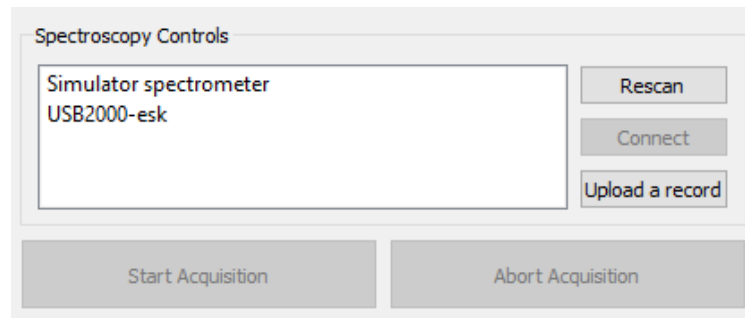 Spectroscopy Controls
Simulator spectrometer
USB2000-esk
Rescan
Connect
Upload a record
Start Acquisition
Abort Acquisition